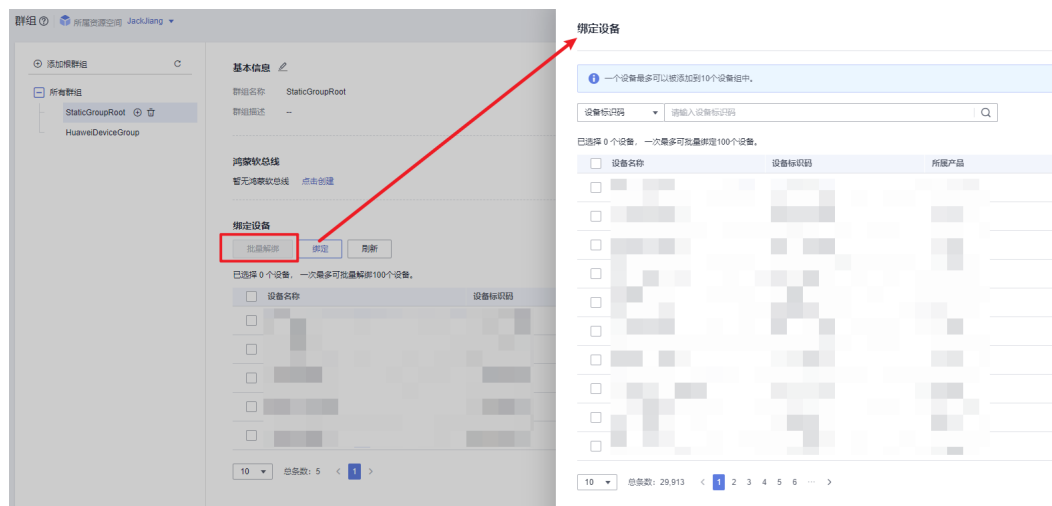 群组
所属资源空间 JackJiang
添加根群组
所有群组
StaticGroupRoot
HuaweiDeviceGroup
基本信息
群组名称 StaticGroupRoot
群组描述 --
鸿蒙软总线
暂无鸿蒙软总线 点击创建
绑定设备
批量解绑 绑定 刷新
已选择 0 个设备， 一次最多可批量解绑100个设备。
设备名称 设备标识码
10 总条数: 5 < 1 >
绑定设备
一个设备最多可以被添加到10个设备组中。
设备标识码 请输入设备标识码
已选择 0 个设备， 一次最多可批量绑定100个设备。
设备名称 设备标识码 所属产品
10 总条数: 29,913 < 1 2 3 4 5 6 ··· >